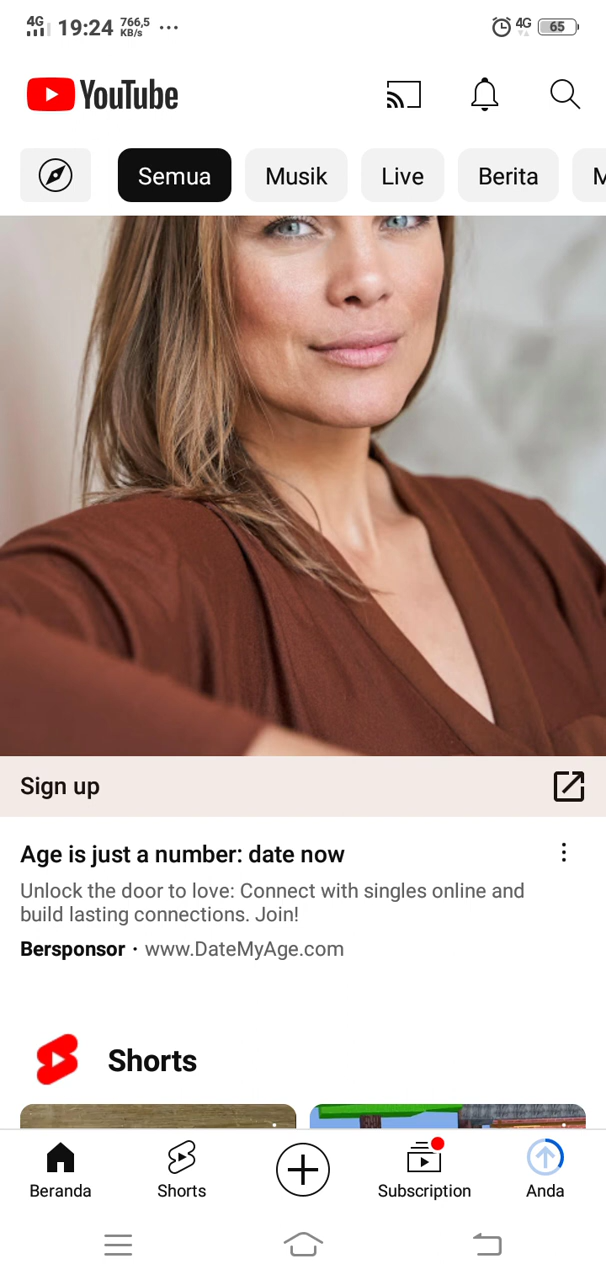 4G 19:24 766,5 KB/s ... 4G 65
YouTube
Semua Musik Live Berita M
Sign up
Age is just a number: date now
Unlock the door to love: Connect with singles online and
build lasting connections. Join!
Bersponsor · www.DateMyAge.com
Shorts
Beranda Shorts Subscription Anda